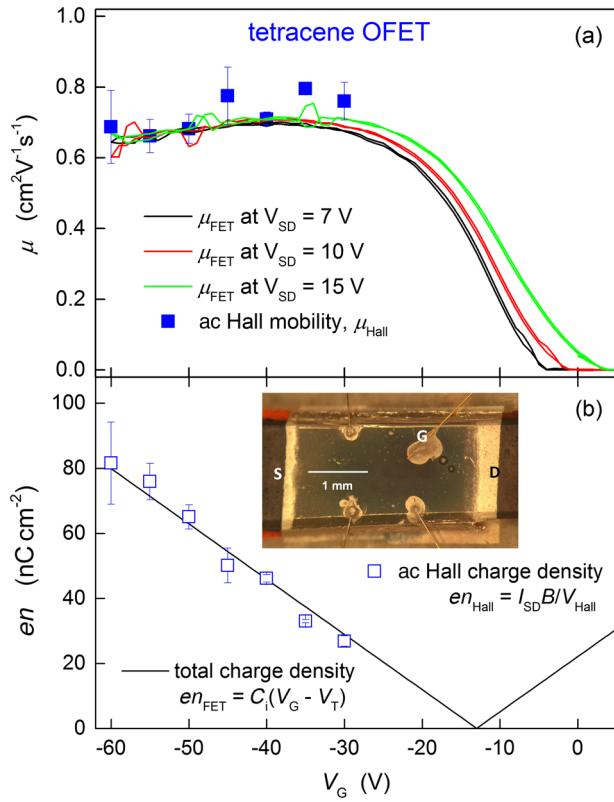 tetracene OFET
(a)
1.0
0.8
0.6
0.4
0.2
0.0
μ (cm²V⁻¹s⁻¹)
μFET at VSD = 7 V
μFET at VSD = 10 V
μFET at VSD = 15 V
ac Hall mobility, μHall
(b)
100
80
60
40
20
0
en (nC cm⁻²)
S
G
D
1 mm
ac Hall charge density
enHall = ISDB/VHall
total charge density
enFET = Ci(VG - VT)
-60 -50 -40 -30 -20 -10 0
VG (V)